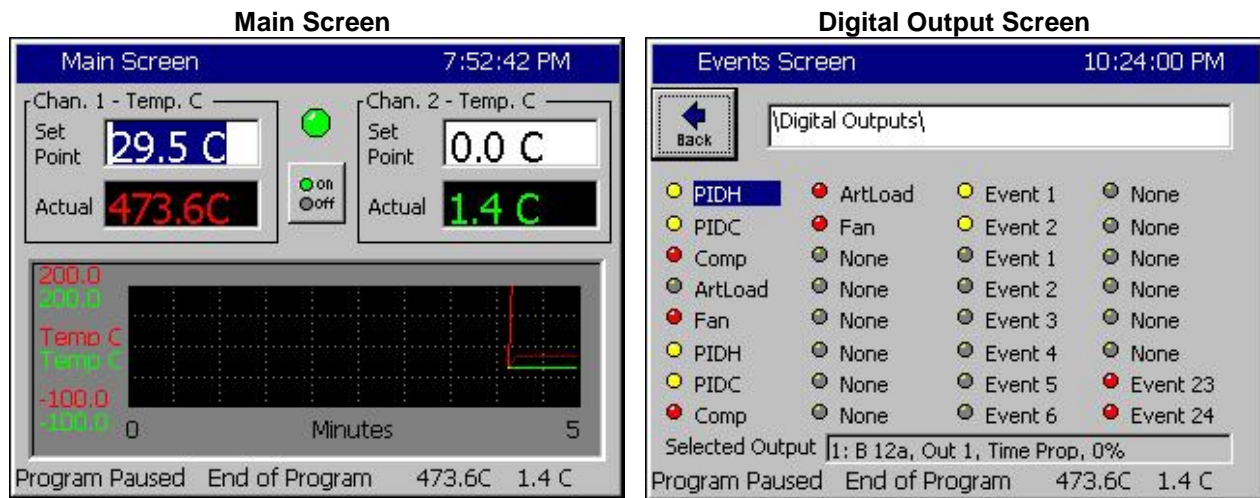 Main Screen
Main Screen 7:52:42 PM
Chan. 1 - Temp. C
Set Point 29.5 C
Actual 473.6C
on
off
Chan. 2 - Temp. C
Set Point 0.0 C
Actual 1.4 C
200.0
200.0
Temp C
Temp C
-100.0
-100.0
0 Minutes 5
Program Paused End of Program 473.6C 1.4 C
Digital Output Screen
Events Screen 10:24:00 PM
Back
\Digital Outputs\
PIDH ArtLoad Event 1 None
PIDC Fan Event 2 None
Comp None Event 1 None
ArtLoad None Event 2 None
Fan None Event 3 None
PIDH None Event 4 None
PIDC None Event 5 Event 23
Comp None Event 6 Event 24
Selected Output 1: B 12a, Out 1, Time Prop, 0%
Program Paused End of Program 473.6C 1.4 C